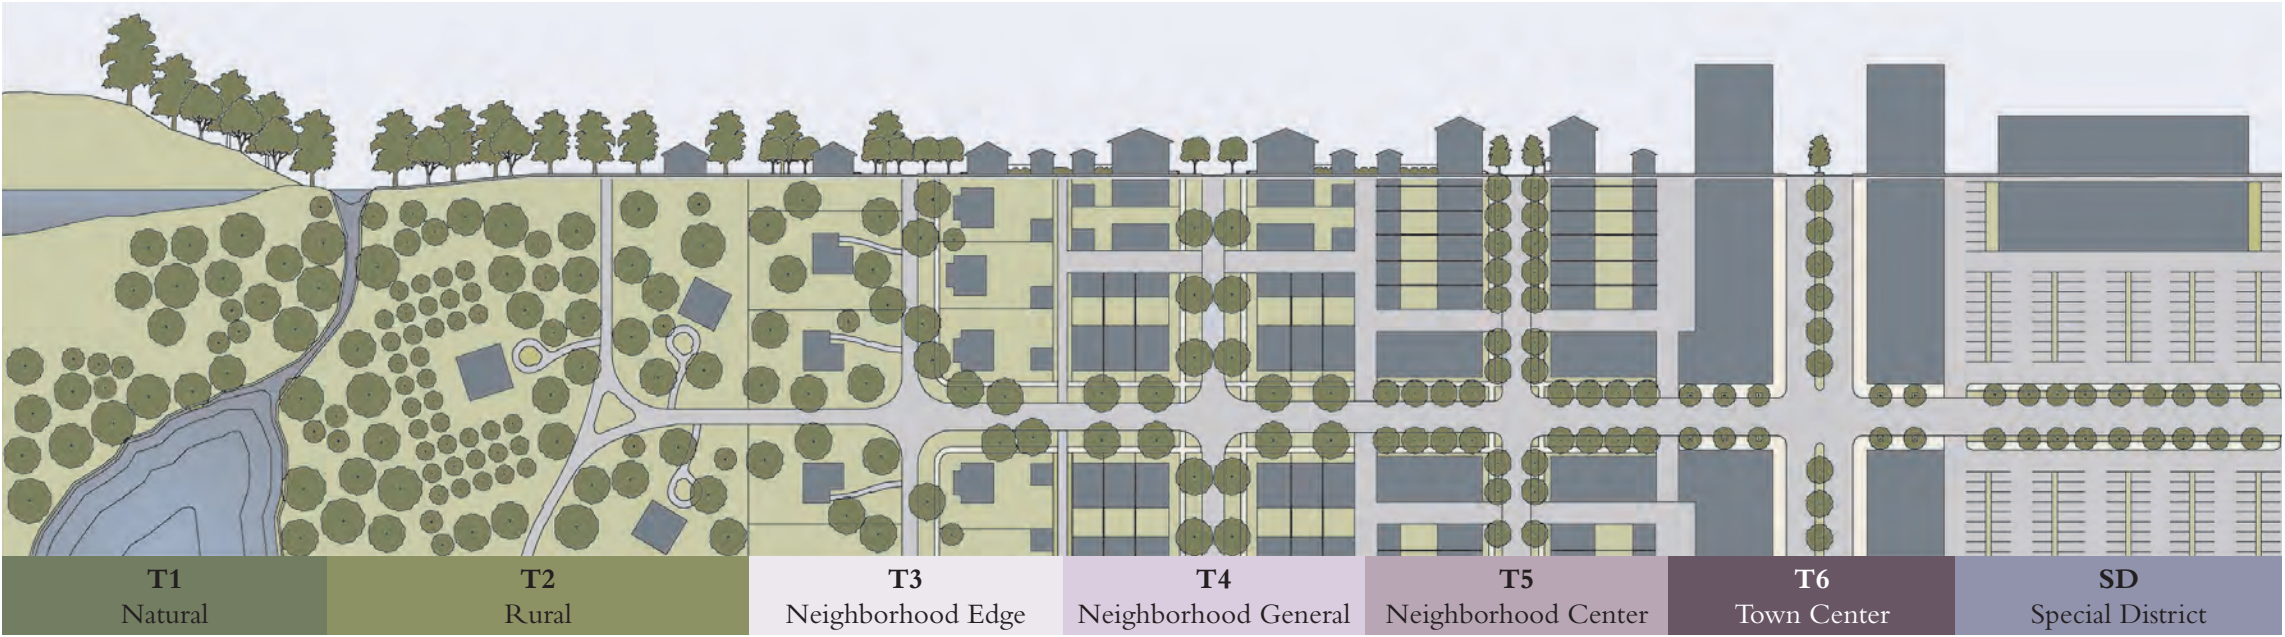 T1
Natural
T2
Rural
T3
Neighborhood Edge
T4
Neighborhood General
T5
Neighborhood Center
T6
Town Center
SD
Special District